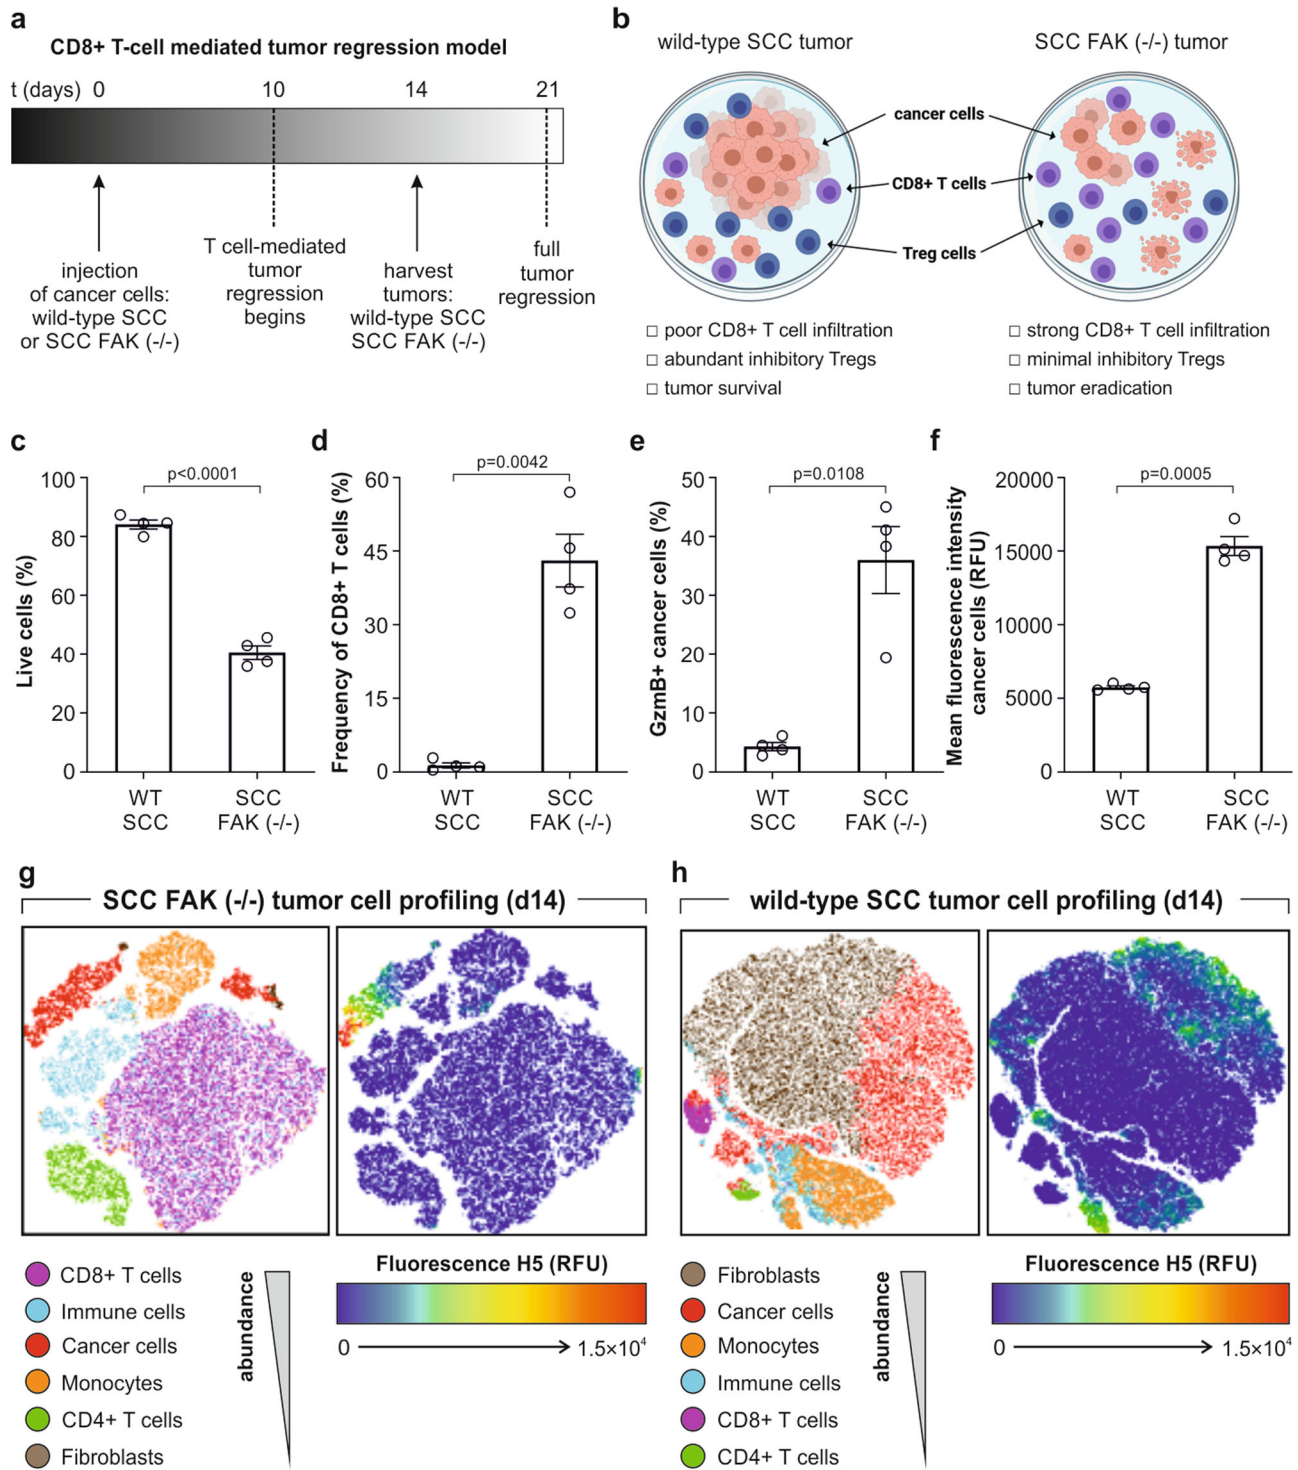 a
CD8+ T-cell mediated tumor regression model
t (days) 0 10 14 21
injection
of cancer cells:
wild-type SCC
or SCC FAK (-/-)
T cell-mediated
tumor
regression
begins
harvest
tumors:
wild-type SCC
SCC FAK (-/-)
full
tumor
regression
b
wild-type SCC tumor
SCC FAK (-/-) tumor
cancer cells
CD8+ T cells
Treg cells
□ poor CD8+ T cell infiltration
□ abundant inhibitory Tregs
□ tumor survival
□ strong CD8+ T cell infiltration
□ minimal inhibitory Tregs
□ tumor eradication
c
Live cells (%)
100
80
60
40
20
0
p<0.0001
WT
SCC
SCC
FAK (-/-)
d
Frequency of CD8+ T cells (%)
60
45
30
15
0
p=0.0042
WT
SCC
SCC
FAK (-/-)
e
GzmB+ cancer cells (%)
50
40
30
20
10
0
p=0.0108
WT
SCC
SCC
FAK (-/-)
f
Mean fluorescence intensity
cancer cells (RFU)
20000
15000
10000
5000
0
p=0.0005
WT
SCC
SCC
FAK (-/-)
g
SCC FAK (-/-) tumor cell profiling (d14)
CD8+ T cells
Immune cells
Cancer cells
Monocytes
CD4+ T cells
Fibroblasts
abundance
Fluorescence H5 (RFU)
0 1.5×10⁴
h
wild-type SCC tumor cell profiling (d14)
Fibroblasts
Cancer cells
Monocytes
Immune cells
CD8+ T cells
CD4+ T cells
abundance
Fluorescence H5 (RFU)
0 1.5×10⁴